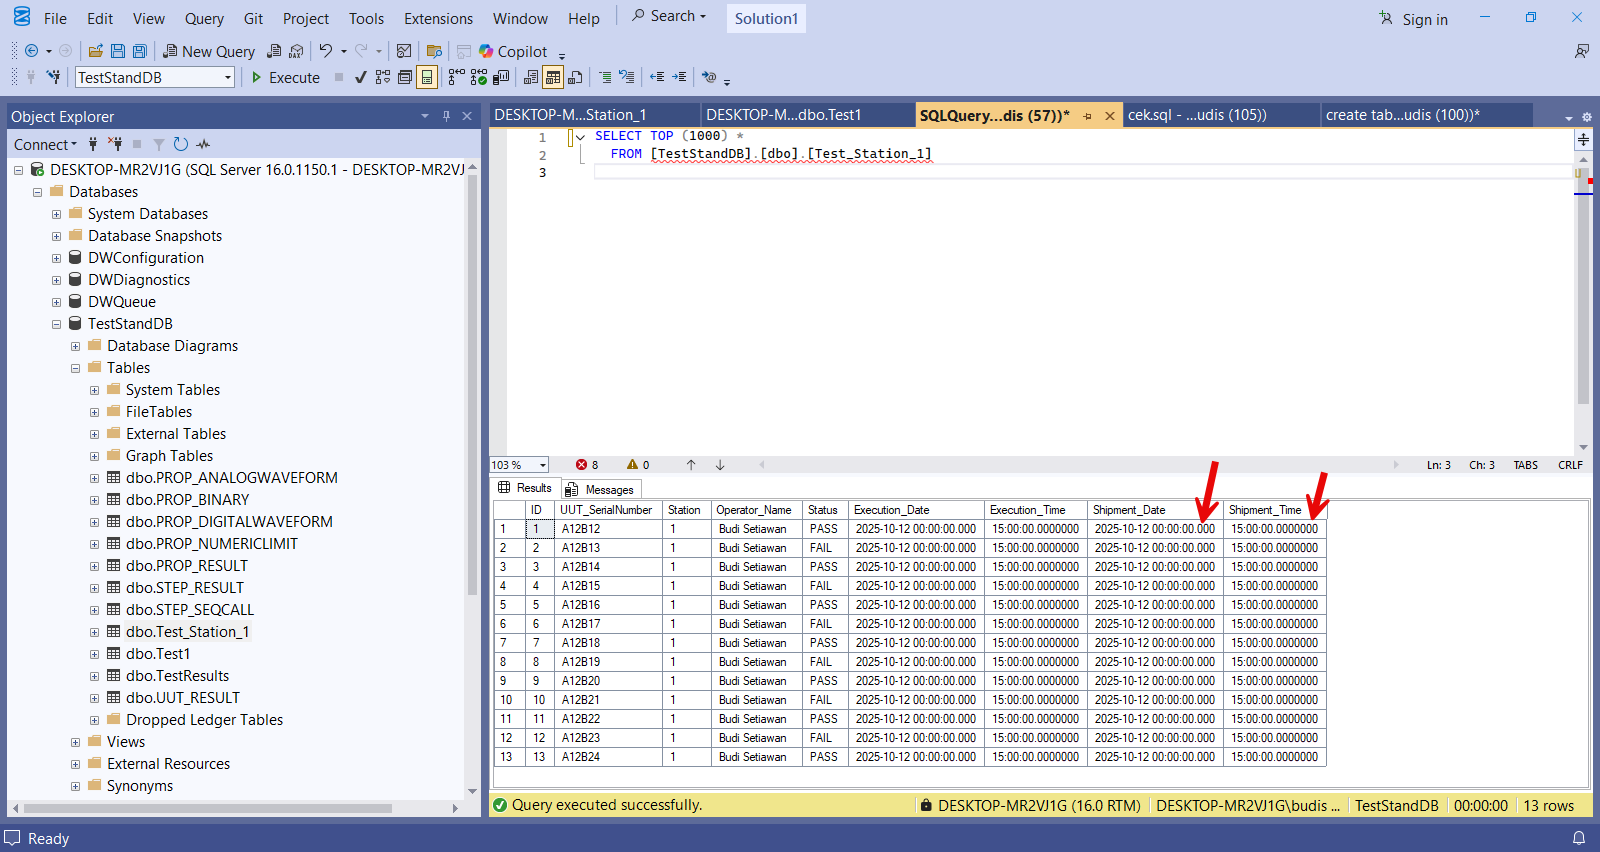 File Edit View Query Git Project Tools Extensions Window Help Search Solution1 Sign in
New Query DAX Copilot
TestStandDB Execute
Object Explorer
Connect
DESKTOP-MR2VJ1G (SQL Server 16.0.1150.1 - DESKTOP-MR2VJ
Databases
System Databases
Database Snapshots
DWConfiguration
DWDiagnostics
DWQueue
TestStandDB
Database Diagrams
Tables
System Tables
FileTables
External Tables
Graph Tables
dbo.PROP_ANALOGWAVEFORM
dbo.PROP_BINARY
dbo.PROP_DIGITALWAVEFORM
dbo.PROP_NUMERICLIMIT
dbo.PROP_RESULT
dbo.STEP_RESULT
dbo.STEP_SEQCALL
dbo.Test_Station_1
dbo.Test1
dbo.TestResults
dbo.UUT_RESULT
Dropped Ledger Tables
Views
External Resources
Synonyms
DESKTOP-M...Station_1 DESKTOP-M...dbo.Test1 SQLQuery...dis (57))* cek.sql - ...udis (105)) create tab...udis (100))*
1 SELECT TOP (1000) *
2 FROM [TestStandDB].[dbo].[Test_Station_1]
3
103 % 8 0 Ln: 3 Ch: 3 TABS CRLF
Results Messages
ID UUT_SerialNumber Station Operator_Name Status Execution_Date Execution_Time Shipment_Date Shipment_Time
1 1 A12B12 1 Budi Setiawan PASS 2025-10-12 00:00:00.000 15:00:00.0000000 2025-10-12 00:00:00.000 15:00:00.0000000
2 2 A12B13 1 Budi Setiawan FAIL 2025-10-12 00:00:00.000 15:00:00.0000000 2025-10-12 00:00:00.000 15:00:00.0000000
3 3 A12B14 1 Budi Setiawan PASS 2025-10-12 00:00:00.000 15:00:00.0000000 2025-10-12 00:00:00.000 15:00:00.0000000
4 4 A12B15 1 Budi Setiawan FAIL 2025-10-12 00:00:00.000 15:00:00.0000000 2025-10-12 00:00:00.000 15:00:00.0000000
5 5 A12B16 1 Budi Setiawan PASS 2025-10-12 00:00:00.000 15:00:00.0000000 2025-10-12 00:00:00.000 15:00:00.0000000
6 6 A12B17 1 Budi Setiawan FAIL 2025-10-12 00:00:00.000 15:00:00.0000000 2025-10-12 00:00:00.000 15:00:00.0000000
7 7 A12B18 1 Budi Setiawan PASS 2025-10-12 00:00:00.000 15:00:00.0000000 2025-10-12 00:00:00.000 15:00:00.0000000
8 8 A12B19 1 Budi Setiawan FAIL 2025-10-12 00:00:00.000 15:00:00.0000000 2025-10-12 00:00:00.000 15:00:00.0000000
9 9 A12B20 1 Budi Setiawan PASS 2025-10-12 00:00:00.000 15:00:00.0000000 2025-10-12 00:00:00.000 15:00:00.0000000
10 10 A12B21 1 Budi Setiawan FAIL 2025-10-12 00:00:00.000 15:00:00.0000000 2025-10-12 00:00:00.000 15:00:00.0000000
11 11 A12B22 1 Budi Setiawan PASS 2025-10-12 00:00:00.000 15:00:00.0000000 2025-10-12 00:00:00.000 15:00:00.0000000
12 12 A12B23 1 Budi Setiawan FAIL 2025-10-12 00:00:00.000 15:00:00.0000000 2025-10-12 00:00:00.000 15:00:00.0000000
13 13 A12B24 1 Budi Setiawan PASS 2025-10-12 00:00:00.000 15:00:00.0000000 2025-10-12 00:00:00.000 15:00:00.0000000
Query executed successfully. DESKTOP-MR2VJ1G (16.0 RTM) DESKTOP-MR2VJ1G\budis ... TestStandDB 00:00:00 13 rows
Ready